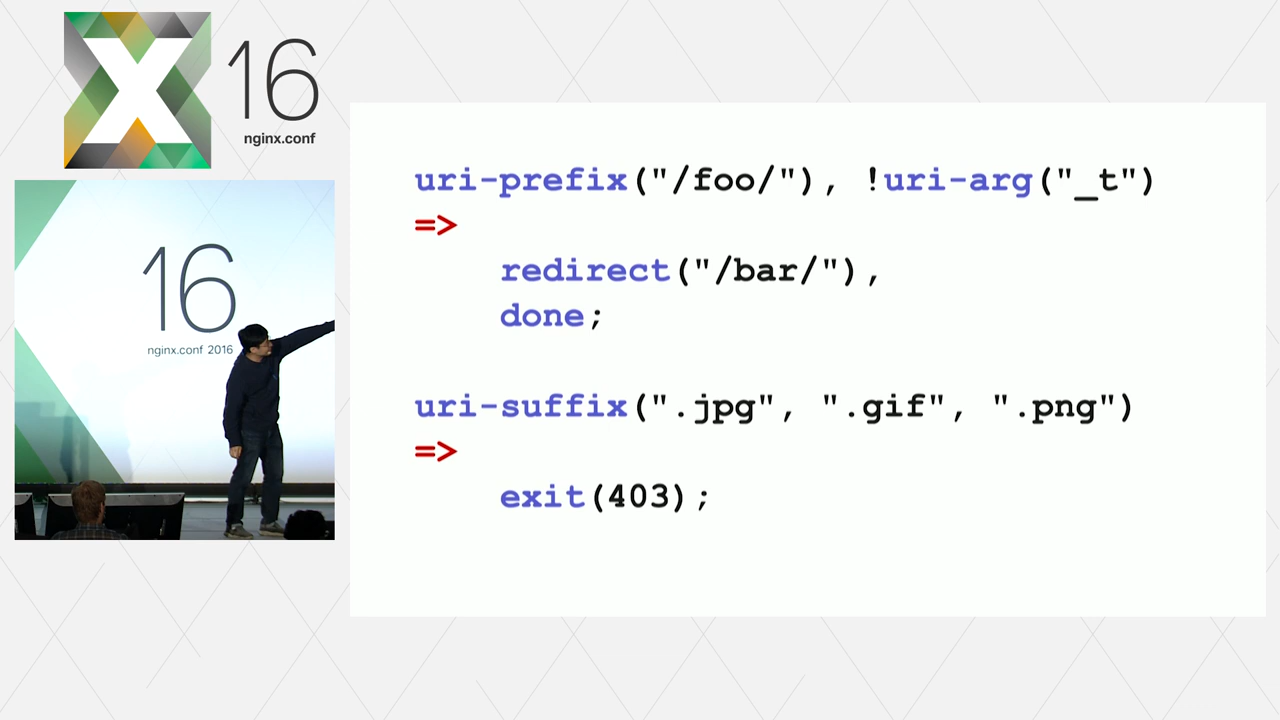 X 16
nginx.conf
16
nginx.conf 2016
uri-prefix("/foo/"), !uri-arg("_t")
=>
redirect("/bar/"),
done;
uri-suffix(".jpg", ".gif", ".png")
=>
exit(403);